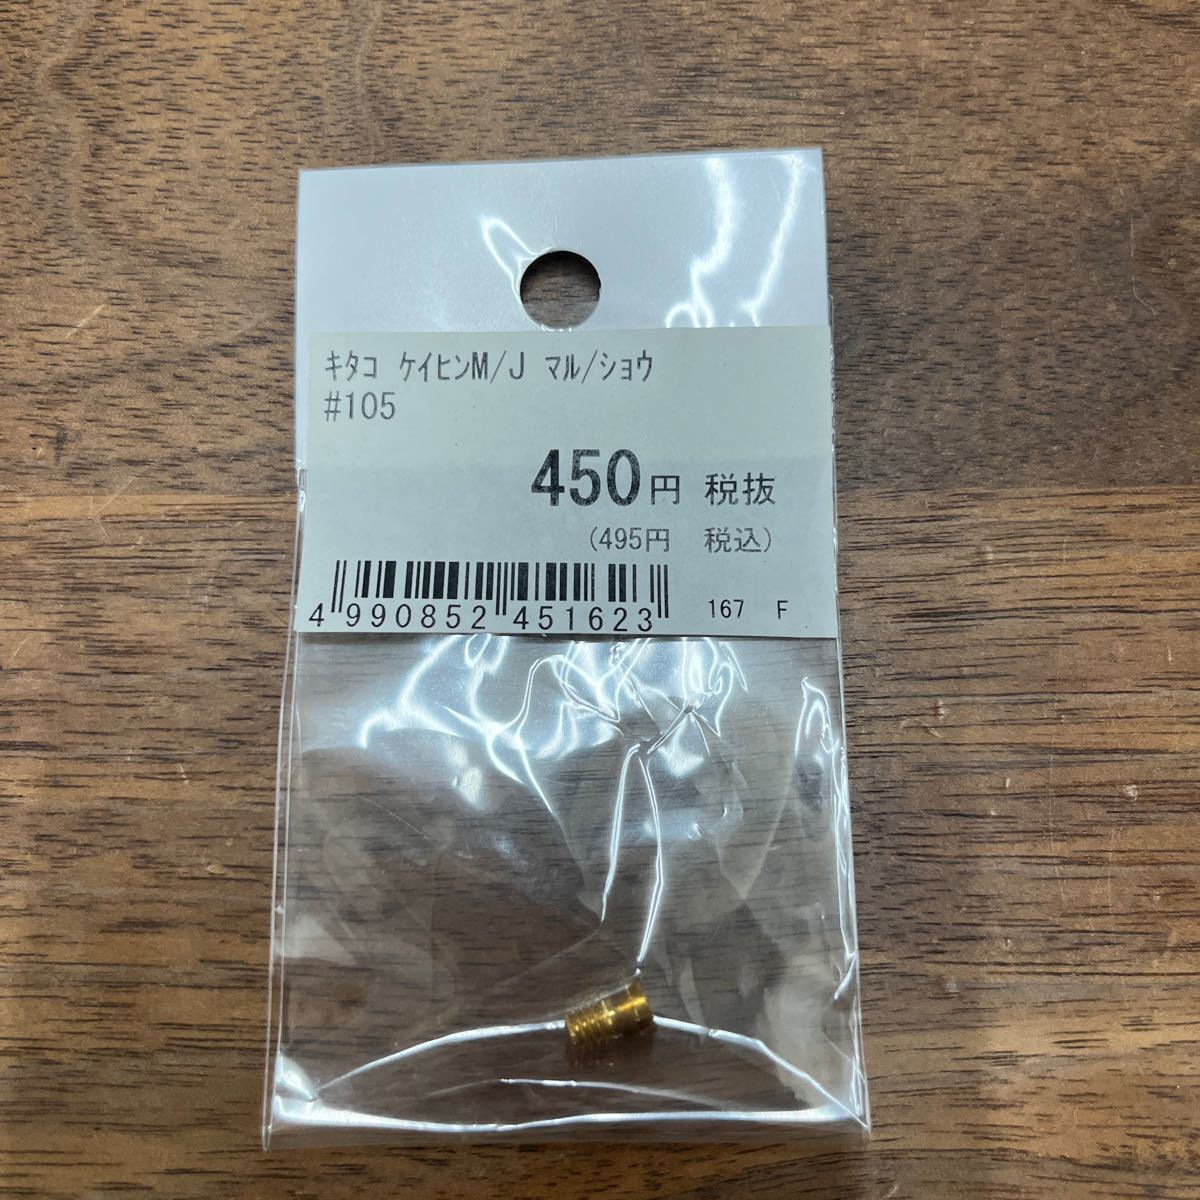 キタコ ケイヒンM/J マル/ショウ
#105
450円 税抜
(495円 税込)
4 990852 451623
167 F